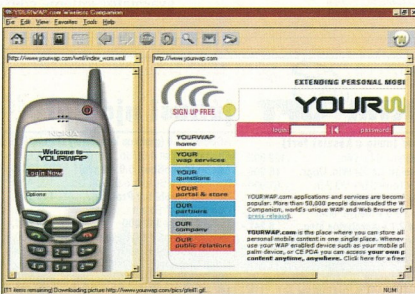 YOURWAP.com Wireless Companion
File Edit View Favorites Tools Help
http://www.yourwap.com/wml/index_wsm.wml
http://www.yourwap.com
NOKIA
Welcome to
YOURWAP
Login Now
Options
SIGN UP FREE
EXTENDING PERSONAL MOBI
YOURW
login:
password:
YOURWAP
home
YOUR
wap services
YOUR
questions
YOUR
portal & store
OUR
partners
OUR
company
OUR
public relations
YOURWAP.com applications and services are becomi
popular. More than 50,000 people downloaded the W
Companion, world's unique WAP and Web Browser (r
press release).
YOURWAP.com is the place where you can store all
personal mobile content in one single place. Whenev
use your WAP enabled device such as your mobile pl
palm device, or CE PDA you can access your own p
content anytime, anywhere. Click here for a free
items remaining] Downloading picture http://www.yourwap.com/pics/
NUM